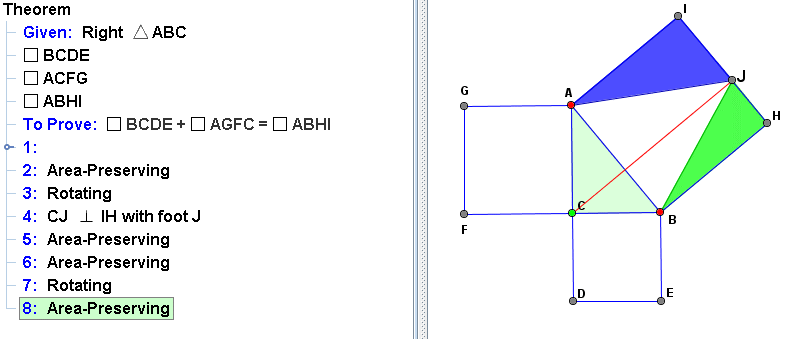 Theorem
Given: Right △ ABC
□ BCDE
□ ACFG
□ ABHI
To Prove: □ BCDE + □ AGFC = □ ABHI
1:
2: Area-Preserving
3: Rotating
4: CJ ⊥ IH with foot J
5: Area-Preserving
6: Area-Preserving
7: Rotating
8: Area-Preserving
I
J
G
A
H
C
B
F
D
E